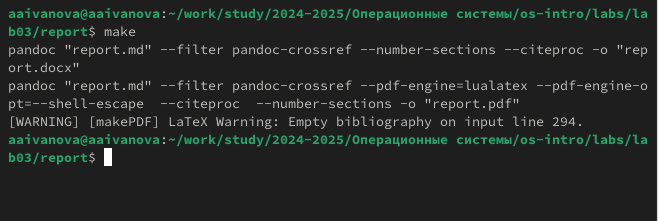 aaivanova@aaivanova:~/work/study/2024-2025/Операционные системы/os-intro/labs/la
b03/report$ make
pandoc "report.md" --filter pandoc-crossref --number-sections --citeproc -o "rep
ort.docx"
pandoc "report.md" --filter pandoc-crossref --pdf-engine=lualatex --pdf-engine-o
pt=--shell-escape  --citeproc  --number-sections -o "report.pdf"
[WARNING] [makePDF] LaTeX Warning: Empty bibliography on input line 294.
aaivanova@aaivanova:~/work/study/2024-2025/Операционные системы/os-intro/labs/la
b03/report$